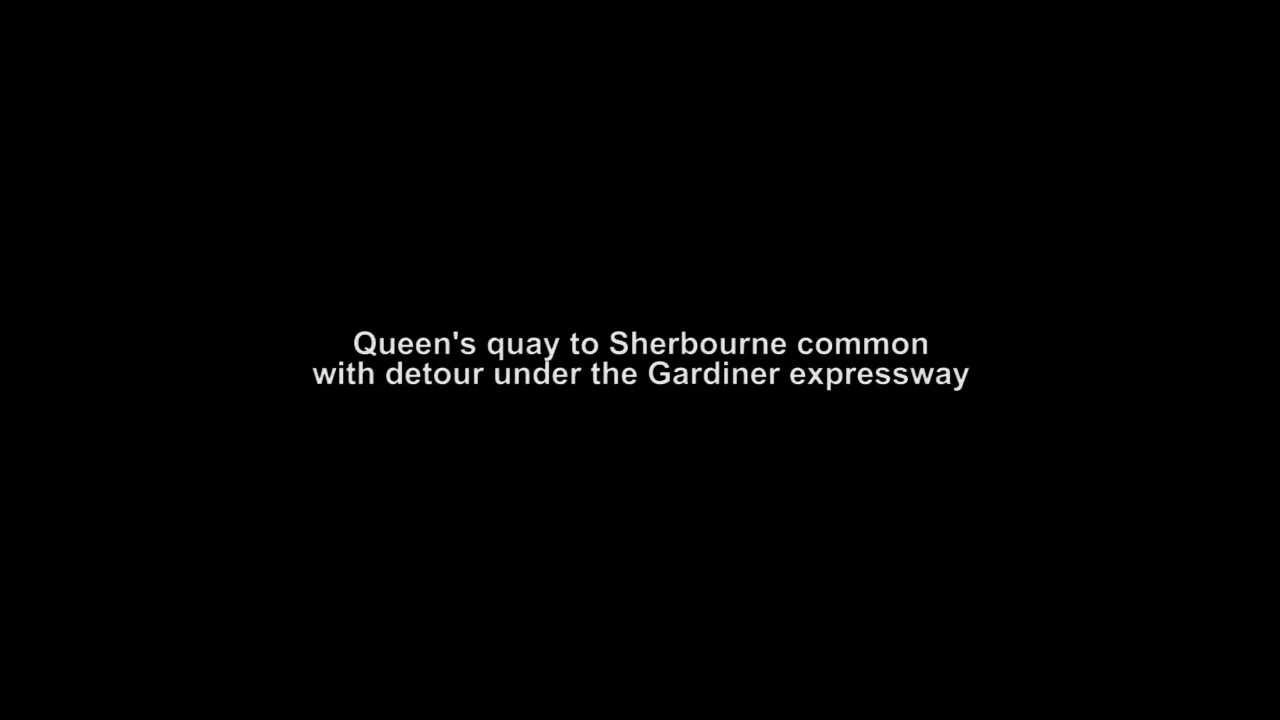 Queen's quay to Sherbourne common
with detour under the Gardiner expressway